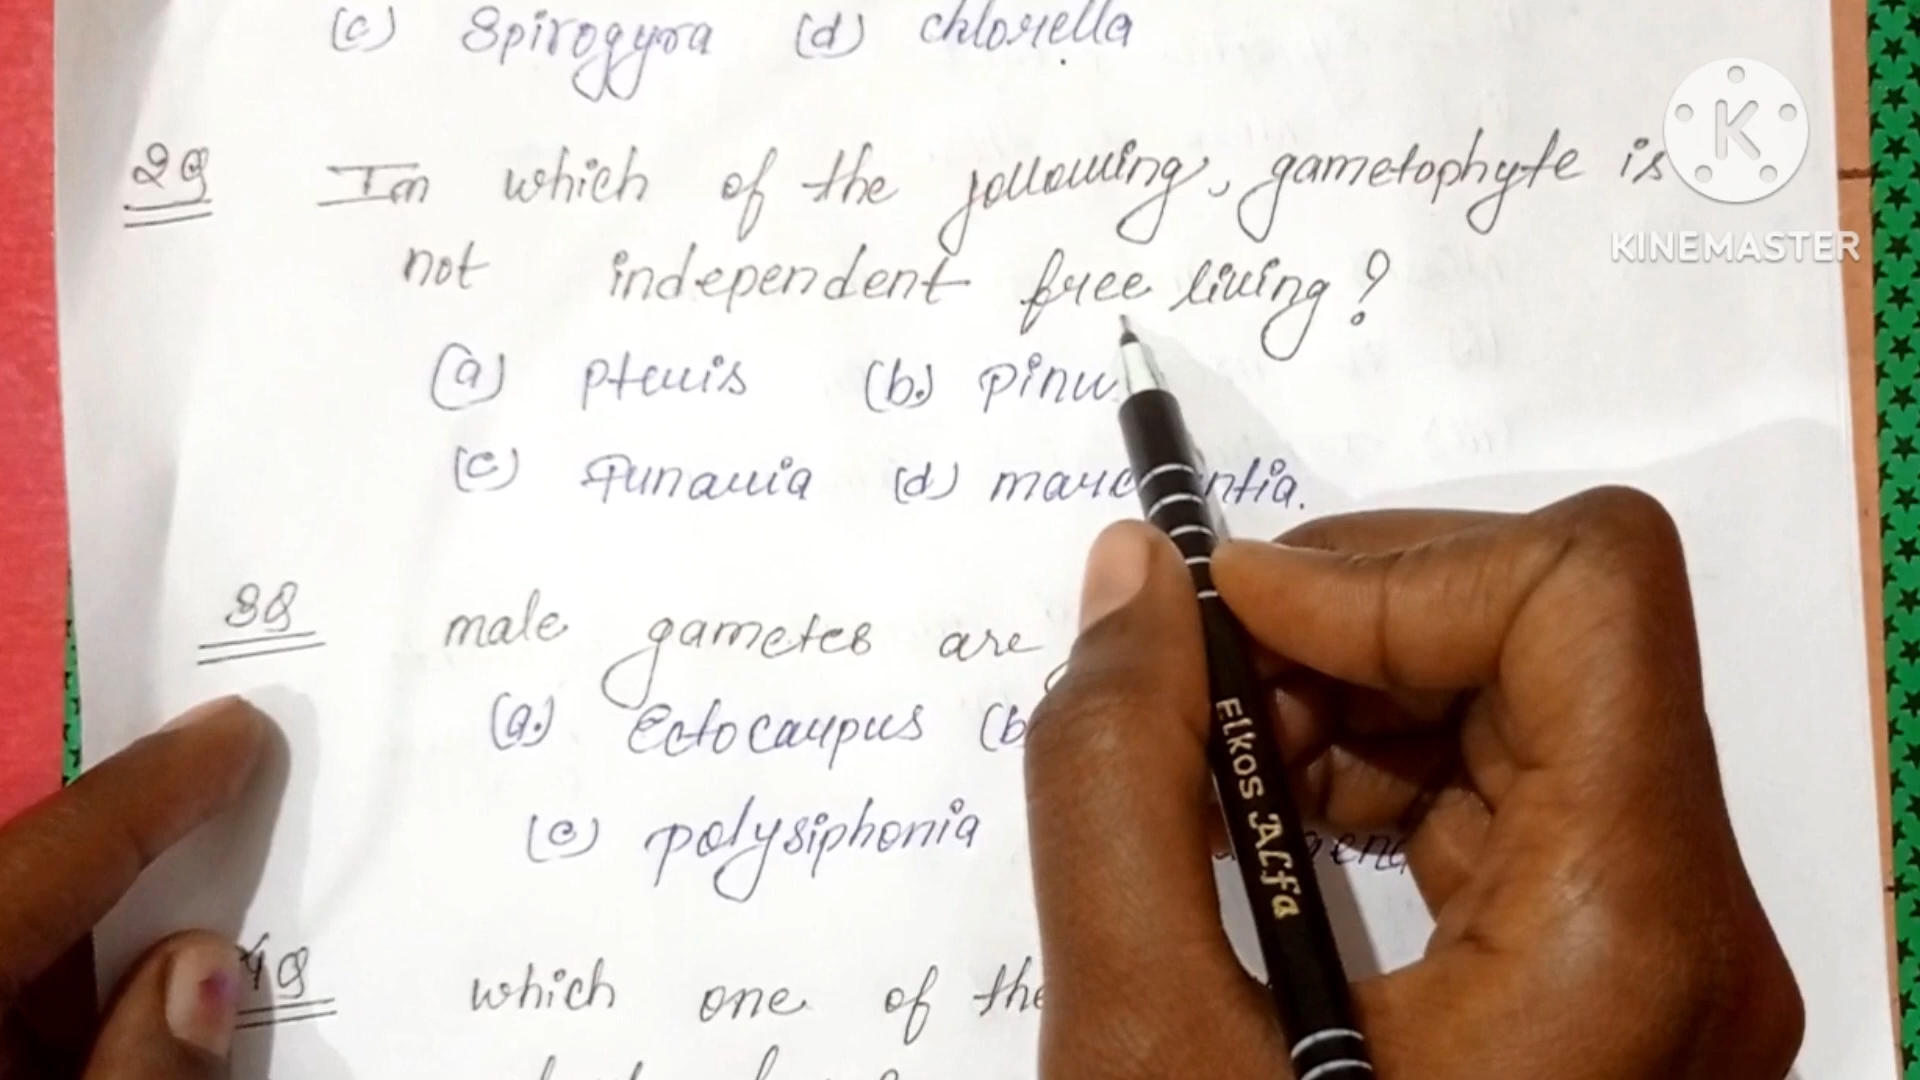 (c) Spirogyra (d) chlorella
2Q In which of the following, gametophyte is
not independent free living?
(a) pteris (b) pinu
(c) Funaria (d) marc ntia.
3Q male gametes are
(a.) Ectocarpus (b
(c) polysiphonia
4Q which one of the
K
KINEMASTER
Elkos Alfa